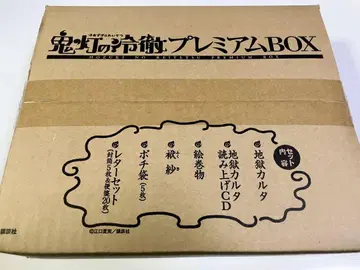 ほおずきのれいてつ
鬼灯の冷徹プレミアムBOX
HOZUKI NO REITETSU PREMIUM BOX
セット内容
地獄カルタ
地獄カルタ
読み上げCD
絵巻物
袱紗
ふくさ
ポチ袋(5枚)
レターセット
(封筒5枚&便箋20枚)
©江口夏実/講談社
講談社